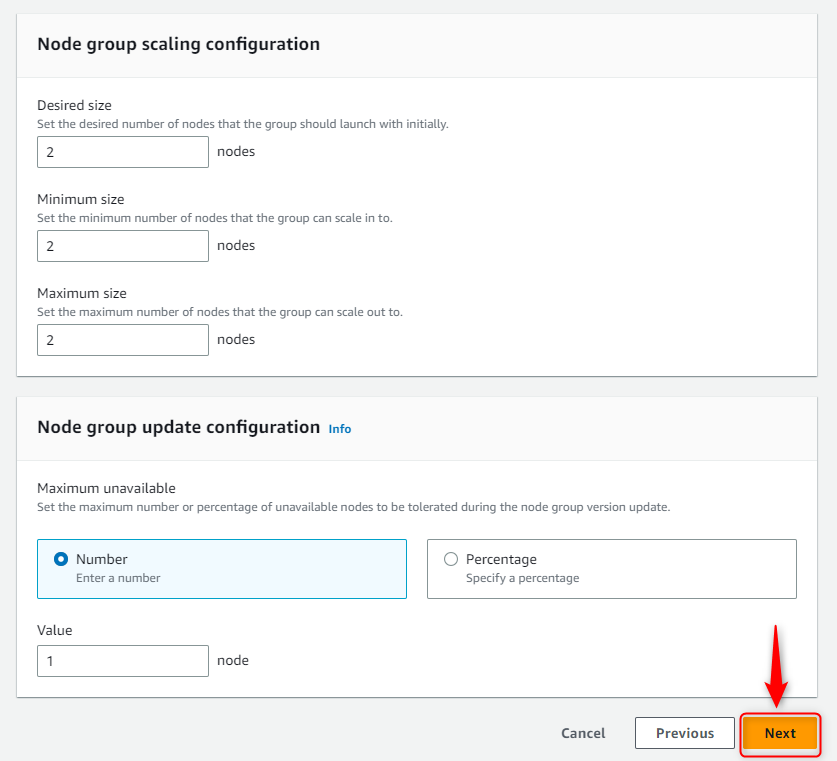 Node group scaling configuration
Desired size
Set the desired number of nodes that the group should launch with initially.
2 nodes
Minimum size
Set the minimum number of nodes that the group can scale in to.
2 nodes
Maximum size
Set the maximum number of nodes that the group can scale out to.
2 nodes
Node group update configuration Info
Maximum unavailable
Set the maximum number or percentage of unavailable nodes to be tolerated during the node group version update.
Number Percentage
Enter a number Specify a percentage
Value
1 node
Cancel Previous Next